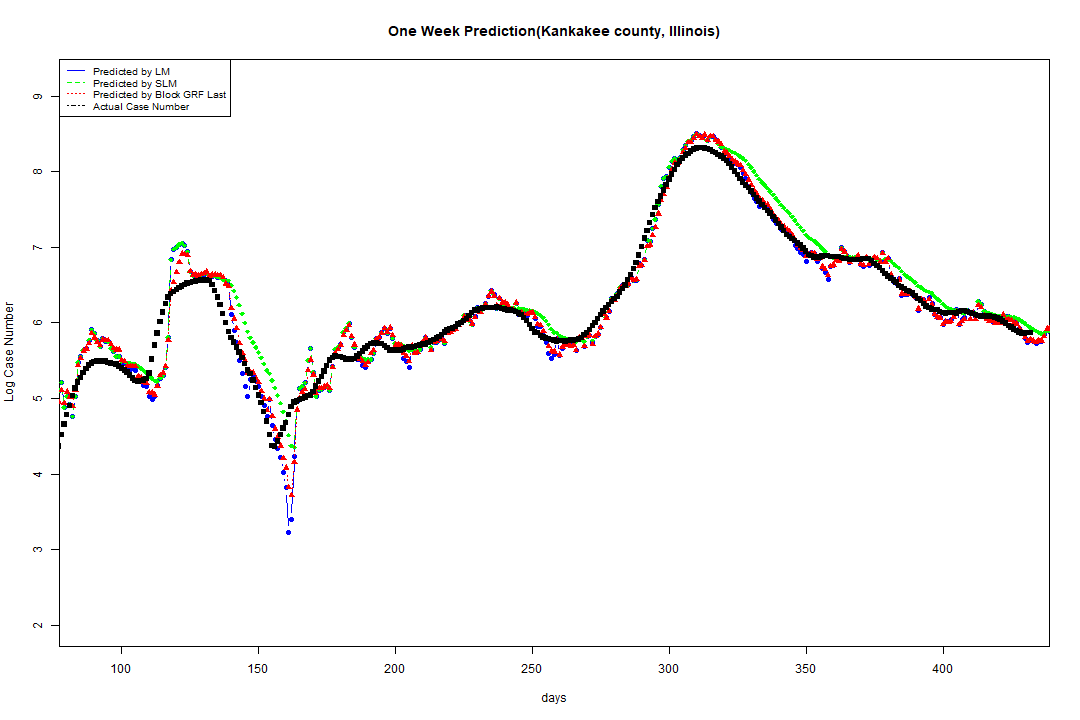 One Week Prediction(Kankakee county, Illinois)
Predicted by LM
Predicted by SLM
Predicted by Block GRF Last
Actual Case Number
Log Case Number
9
8
7
6
5
4
3
2
100 150 200 250 300 350 400
days